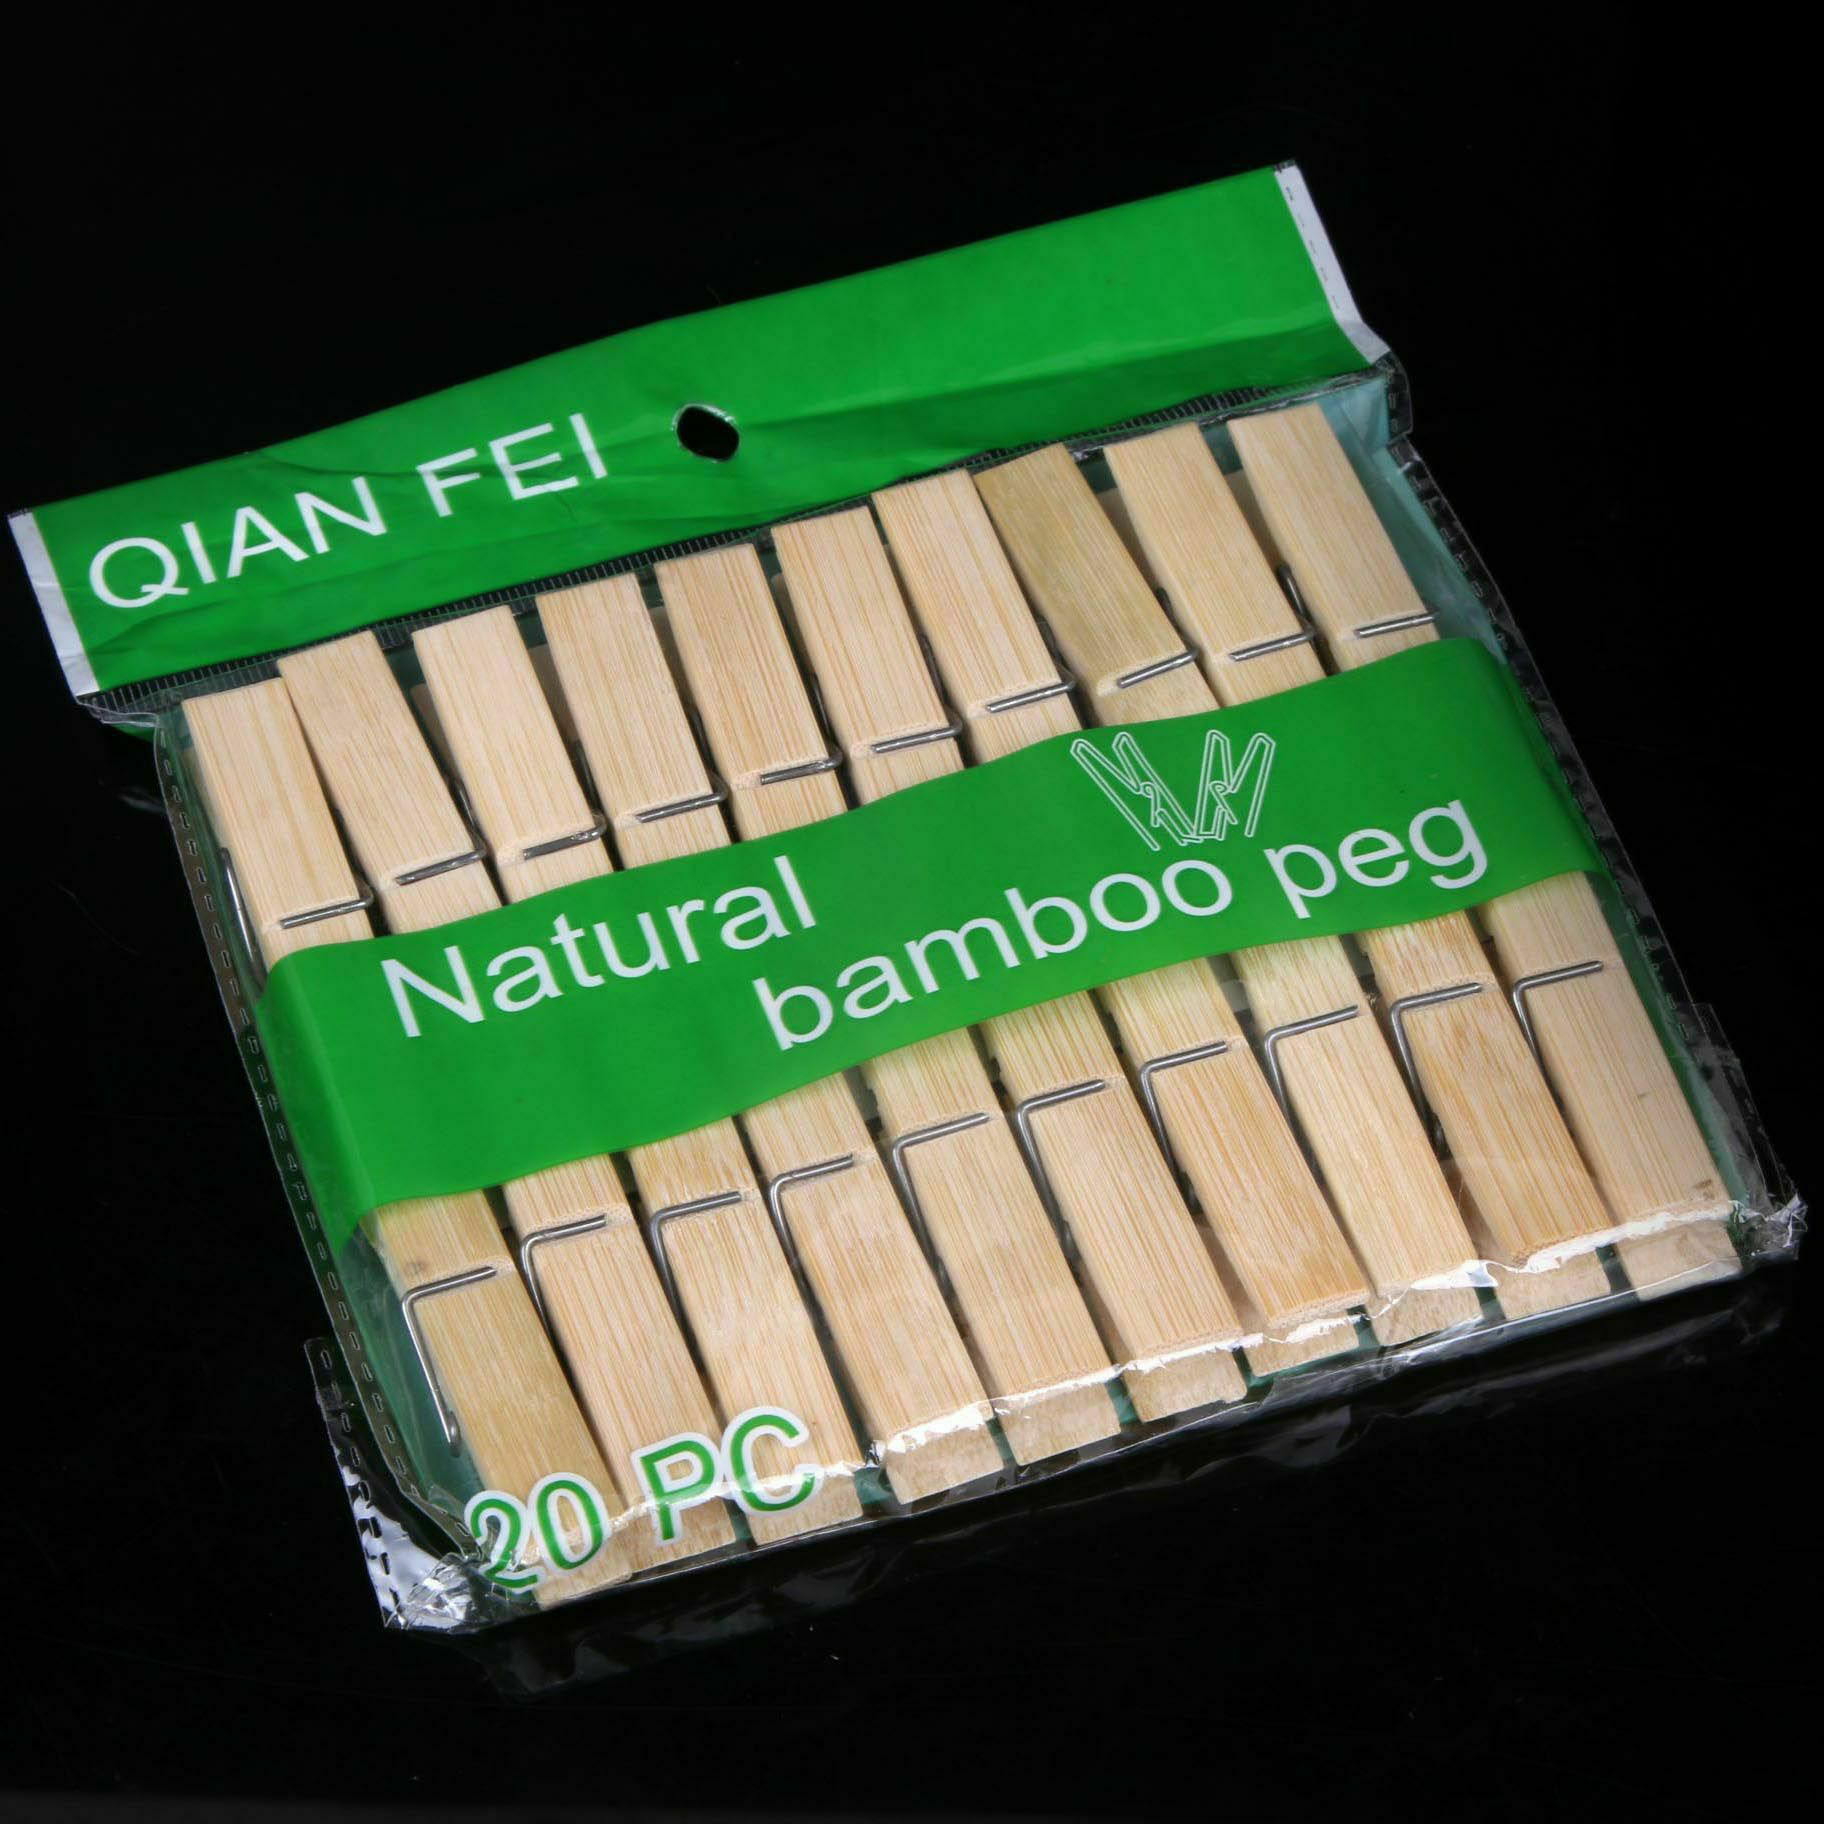 QIAN FEI
Natural
bamboo peg
20 PC